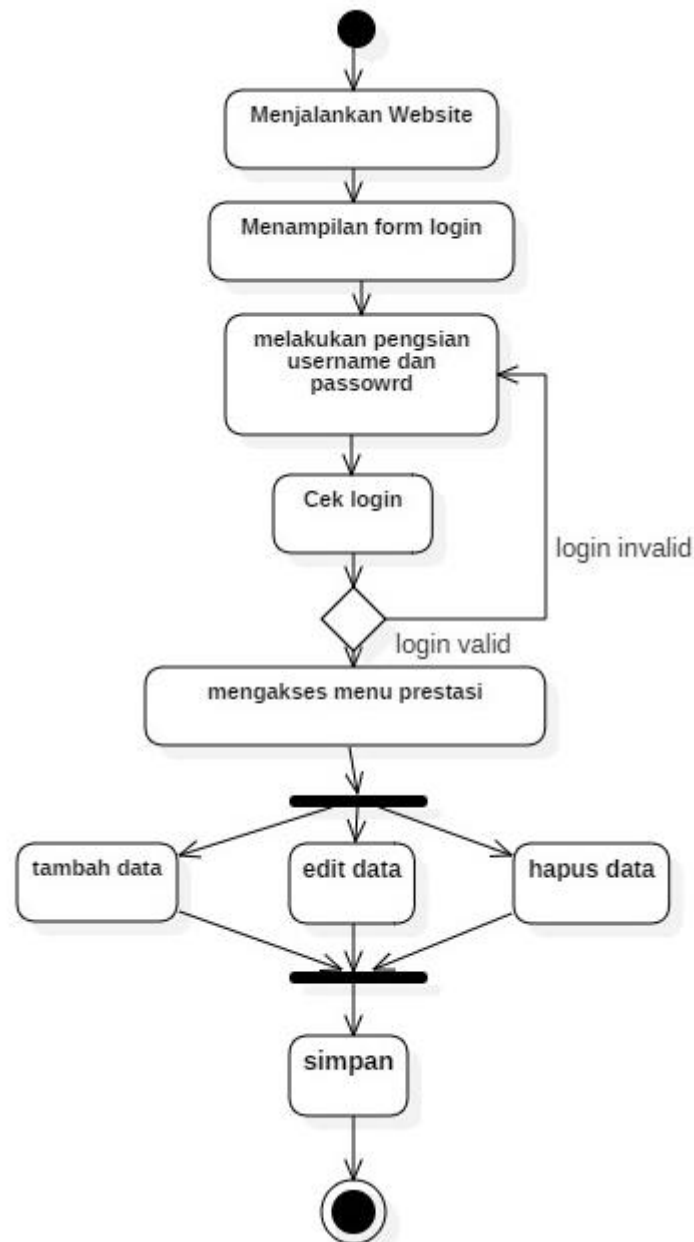 Menjalankan Website
Menampilan form login
melakukan pengsian
username dan
passowrd
Cek login
login invalid
login valid
mengakses menu prestasi
tambah data
edit data
hapus data
simpan